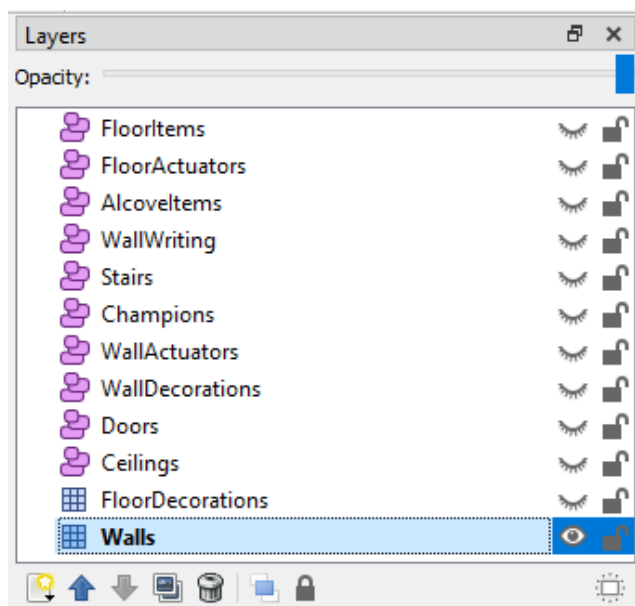 Layers
Opacity:
FloorItems
FloorActuators
AlcoveItems
WallWriting
Stairs
Champions
WallActuators
WallDecorations
Doors
Ceilings
FloorDecorations
Walls